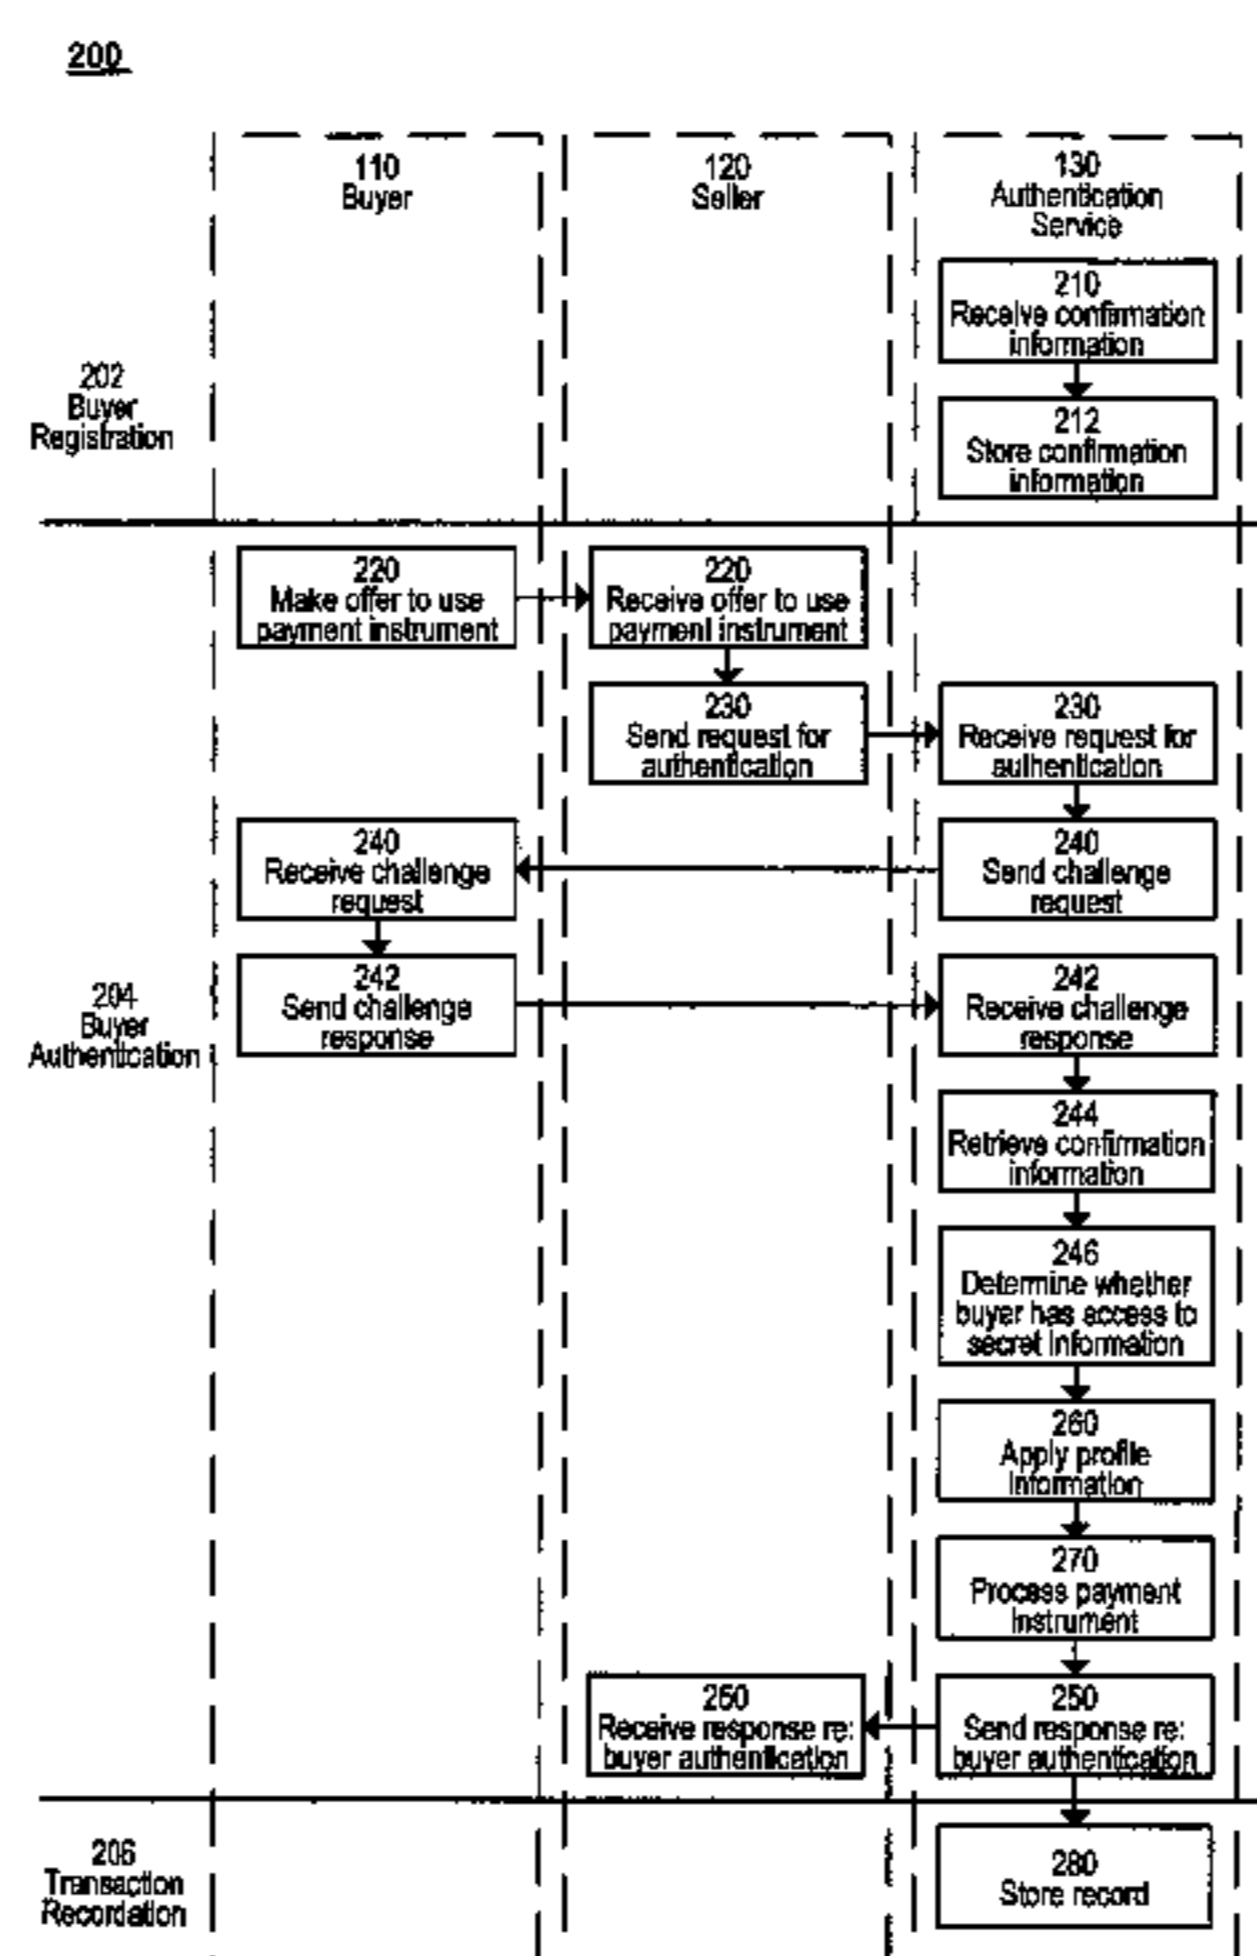 200
110
Buyer
120
Seller
130
Authentication
Service
210
Receive confirmation
information
202
Buyer
Registration
212
Store confirmation
information
220
Make offer to use
payment instrument
220
Receive offer to use
payment instrument
230
Send request for
authentication
230
Receive request for
authentication
240
Receive challenge
request
240
Send challenge
request
204
Buyer
Authentication
242
Send challenge
response
242
Receive challenge
response
244
Retrieve confirmation
information
246
Determine whether
buyer has access to
secret information
260
Apply profile
information
270
Process payment
instrument
250
Receive response re:
buyer authentication
250
Send response re:
buyer authentication
206
Transaction
Recordation
280
Store record